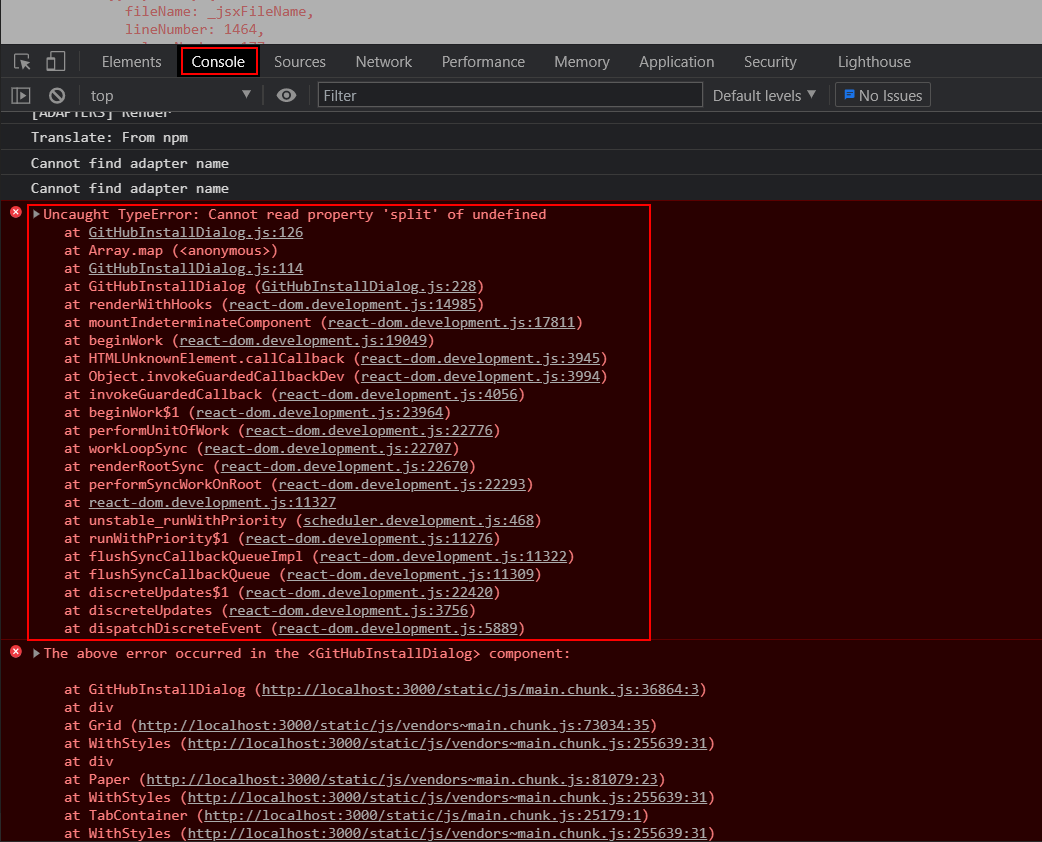 fileName: _jsxFileName,
lineNumber: 1464,
Elements Console Sources Network Performance Memory Application Security Lighthouse
top Filter Default levels No Issues
[ADAPTERS] Render
Translate: From npm
Cannot find adapter name
Cannot find adapter name
Uncaught TypeError: Cannot read property 'split' of undefined
at GitHubInstallDialog.js:126
at Array.map (<anonymous>)
at GitHubInstallDialog.js:114
at GitHubInstallDialog (GitHubInstallDialog.js:228)
at renderWithHooks (react-dom.development.js:14985)
at mountIndeterminateComponent (react-dom.development.js:17811)
at beginWork (react-dom.development.js:19049)
at HTMLUnknownElement.callCallback (react-dom.development.js:3945)
at Object.invokeGuardedCallbackDev (react-dom.development.js:3994)
at invokeGuardedCallback (react-dom.development.js:4056)
at beginWork$1 (react-dom.development.js:23964)
at performUnitOfWork (react-dom.development.js:22776)
at workLoopSync (react-dom.development.js:22707)
at renderRootSync (react-dom.development.js:22670)
at performSyncWorkOnRoot (react-dom.development.js:22293)
at react-dom.development.js:11327
at unstable_runWithPriority (scheduler.development.js:468)
at runWithPriority$1 (react-dom.development.js:11276)
at flushSyncCallbackQueueImpl (react-dom.development.js:11322)
at flushSyncCallbackQueue (react-dom.development.js:11309)
at discreteUpdates$1 (react-dom.development.js:22420)
at discreteUpdates (react-dom.development.js:3756)
at dispatchDiscreteEvent (react-dom.development.js:5889)
The above error occurred in the <GitHubInstallDialog> component:
at GitHubInstallDialog (http://localhost:3000/static/js/main.chunk.js:36864:3)
at div
at Grid (http://localhost:3000/static/js/vendors~main.chunk.js:73034:35)
at WithStyles (http://localhost:3000/static/js/vendors~main.chunk.js:255639:31)
at div
at Paper (http://localhost:3000/static/js/vendors~main.chunk.js:81079:23)
at WithStyles (http://localhost:3000/static/js/vendors~main.chunk.js:255639:31)
at TabContainer (http://localhost:3000/static/js/main.chunk.js:25179:1)
at WithStyles (http://localhost:3000/static/js/vendors~main.chunk.js:255639:31)